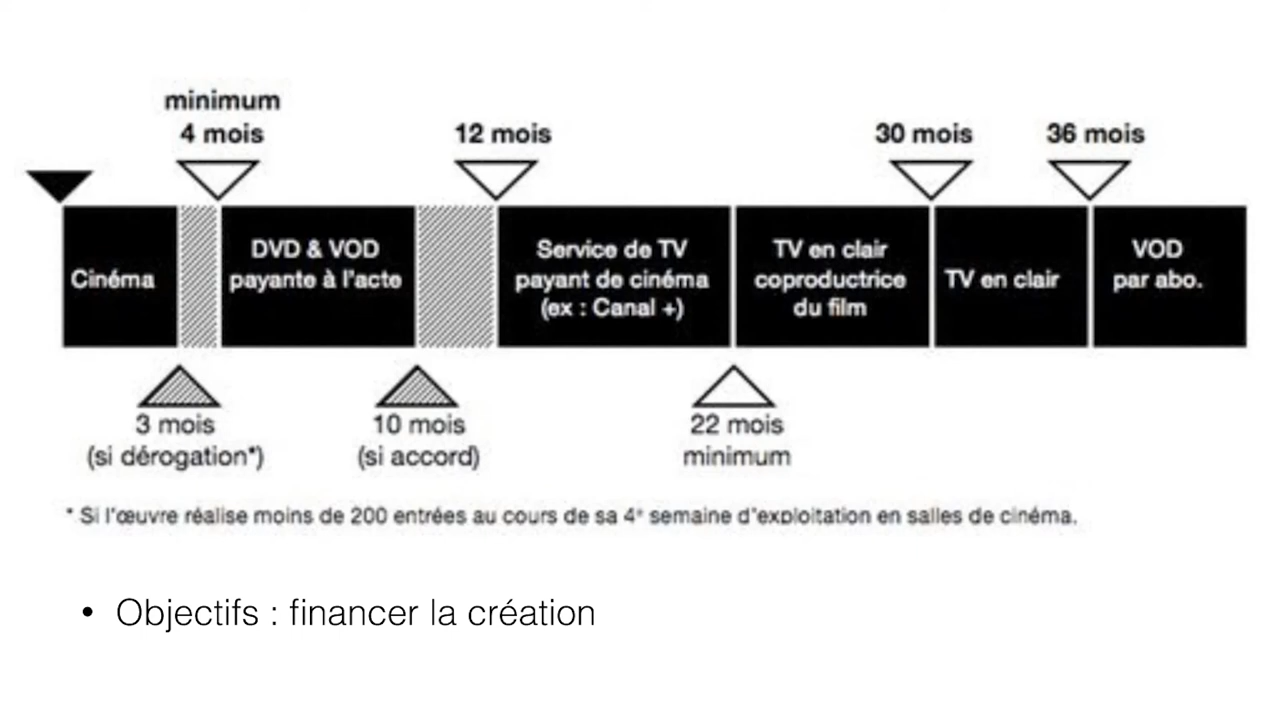 minimum
4 mois
12 mois
30 mois
36 mois
Cinéma
DVD & VOD
payante à l'acte
Service de TV
payant de cinéma
(ex : Canal +)
TV en clair
coproductrice
du film
TV en clair
VOD
par abo.
3 mois
(si dérogation*)
10 mois
(si accord)
22 mois
minimum
* Si l'œuvre réalise moins de 200 entrées au cours de sa 4e semaine d'exploitation en salles de cinéma.
• Objectifs : financer la création